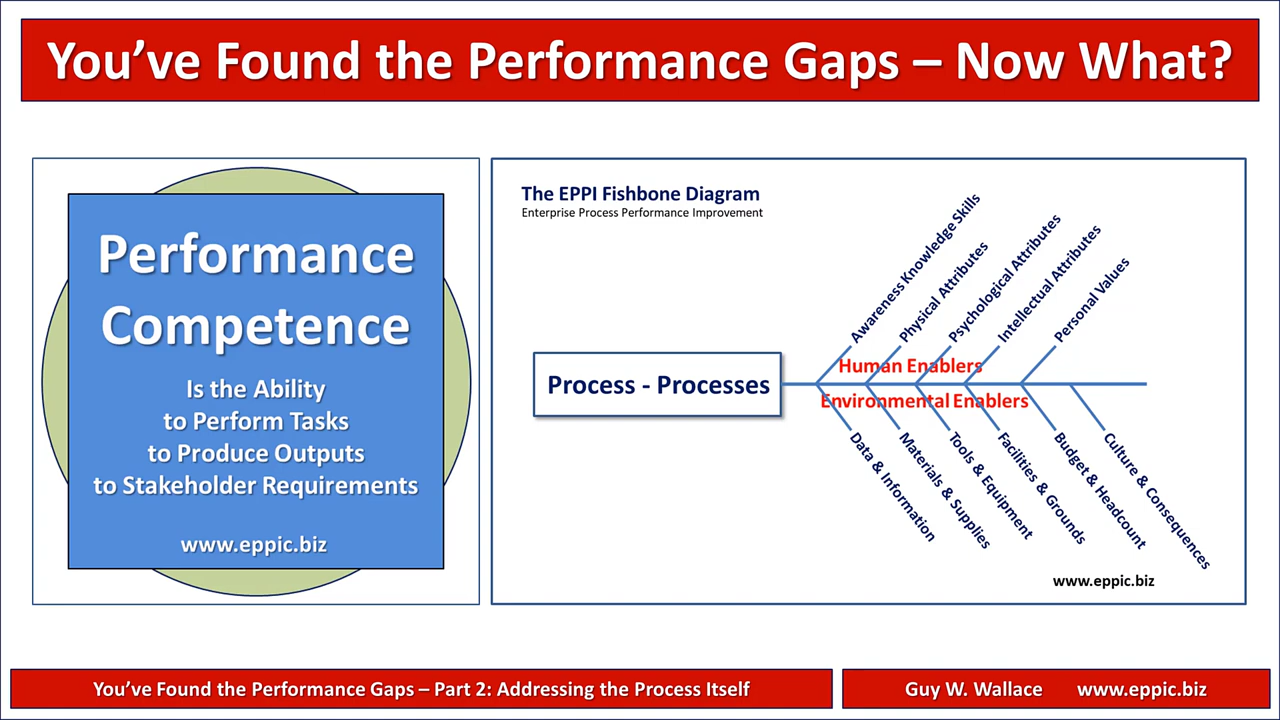 You’ve Found the Performance Gaps – Now What?
Performance
Competence
Is the Ability
to Perform Tasks
to Produce Outputs
to Stakeholder Requirements
www.eppic.biz
The EPPI Fishbone Diagram
Enterprise Process Performance Improvement
Awareness Knowledge Skills
Physical Attributes
Psychological Attributes
Intellectual Attributes
Personal Values
Human Enablers
Process - Processes
Environmental Enablers
Data & Information
Materials & Supplies
Tools & Equipment
Facilities & Grounds
Budget & Headcount
Culture & Consequences
www.eppic.biz
You’ve Found the Performance Gaps – Part 2: Addressing the Process Itself
Guy W. Wallace www.eppic.biz